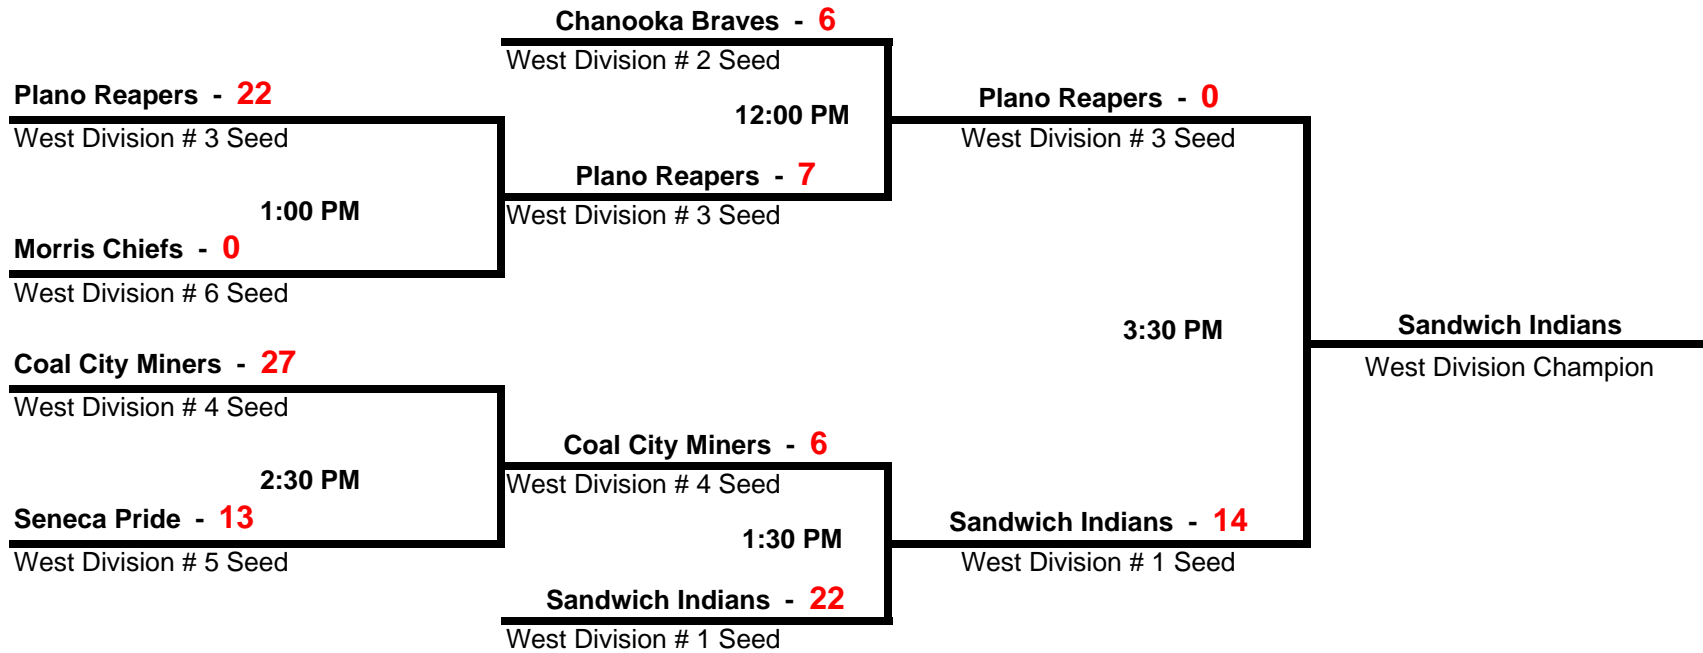 Chanooka Braves - 6
West Division # 2 Seed
Plano Reapers - 22
West Division # 3 Seed
12:00 PM
Plano Reapers - 0
West Division # 3 Seed
Plano Reapers - 7
West Division # 3 Seed
1:00 PM
Morris Chiefs - 0
West Division # 6 Seed
3:30 PM
Sandwich Indians
West Division Champion
Coal City Miners - 27
West Division # 4 Seed
Coal City Miners - 6
West Division # 4 Seed
2:30 PM
Seneca Pride - 13
West Division # 5 Seed
1:30 PM
Sandwich Indians - 14
West Division # 1 Seed
Sandwich Indians - 22
West Division # 1 Seed